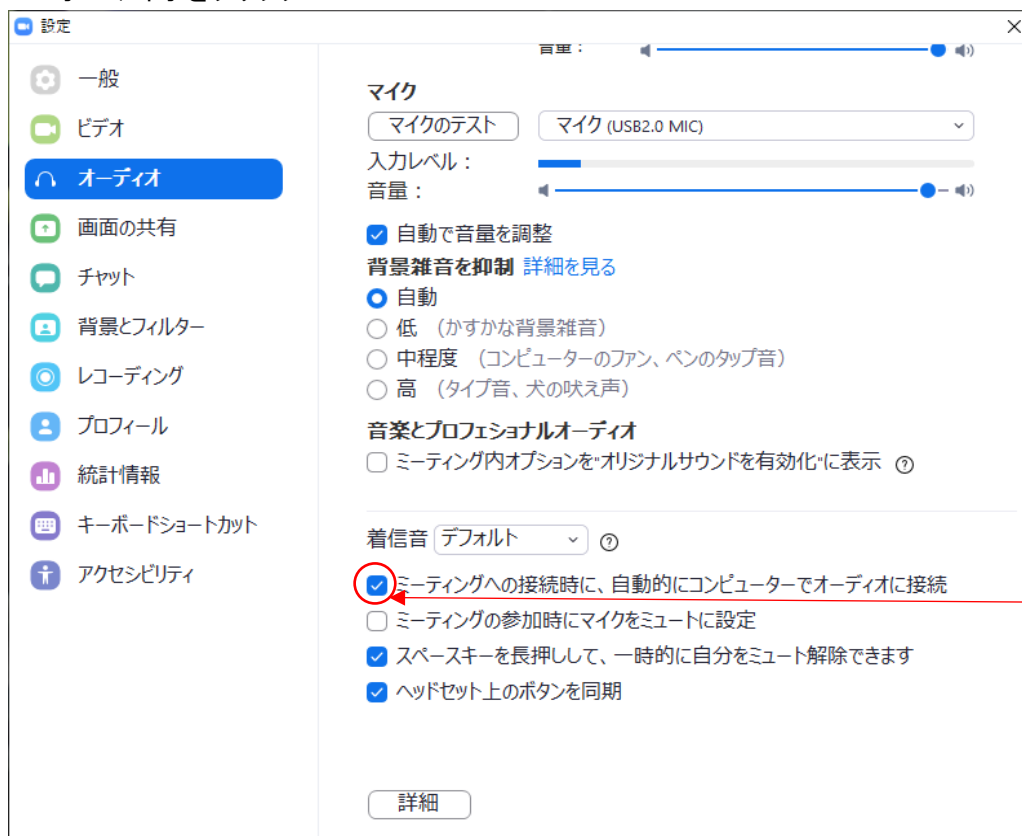 設定
一般
ビデオ
オーディオ
画面の共有
チャット
背景とフィルター
レコーディング
プロフィール
統計情報
キーボードショートカット
アクセシビリティ
音量：
マイク
マイクのテスト マイク (USB2.0 MIC)
入力レベル：
音量：
自動で音量を調整
背景雑音を抑制 詳細を見る
自動
低 （かすかな背景雑音）
中程度 （コンピューターのファン、ペンのタップ音）
高 （タイプ音、犬の吠え声）
音楽とプロフェショナルオーディオ
ミーティング内オプションを"オリジナルサウンドを有効化"に表示 ?
着信音 デフォルト ?
ミーティングへの接続時に、自動的にコンピューターでオーディオに接続
ミーティングの参加時にマイクをミュートに設定
スペースキーを長押しして、一時的に自分をミュート解除できます
ヘッドセット上のボタンを同期
詳細